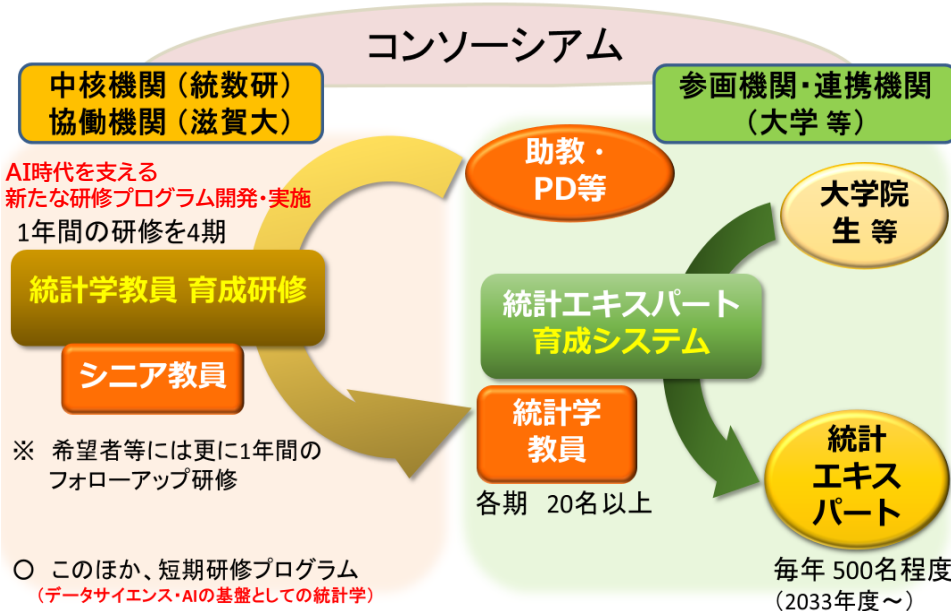 コンソーシアム
中核機関（統数研）
協働機関（滋賀大）
参画機関・連携機関
（大学 等）
AI時代を支える
新たな研修プログラム開発・実施
1年間の研修を4期
統計学教員 育成研修
シニア教員
※ 希望者等には更に1年間の
フォローアップ研修
○ このほか、短期研修プログラム
（データサイエンス・AIの基盤としての統計学）
助教・
PD等
大学院
生 等
統計エキスパート
育成システム
統計学
教員
各期 20名以上
統計
エキス
パート
毎年 500名程度
（2033年度～）